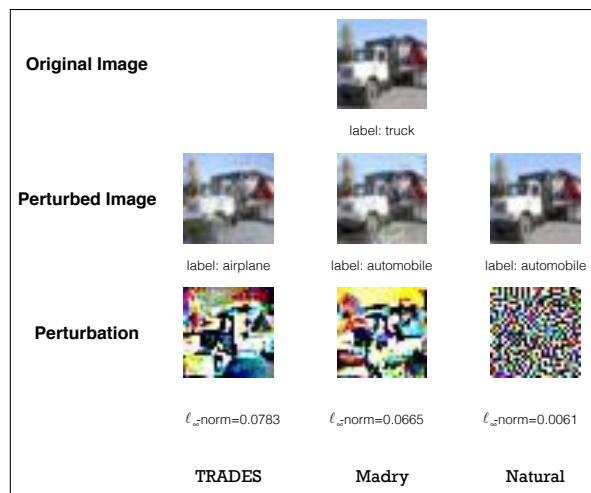 Original Image
label: truck
Perturbed Image
label: airplane label: automobile label: automobile
Perturbation
ℓ∞-norm=0.0783 ℓ∞-norm=0.0665 ℓ∞-norm=0.0061
TRADES Madry Natural